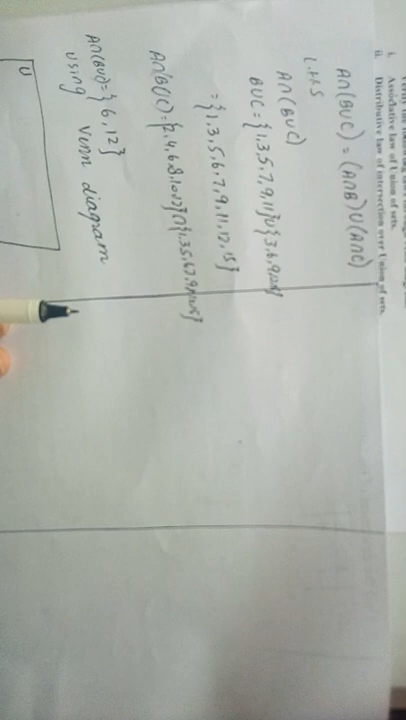 i. Associative law of Union of sets.
ii. Distributive law of intersection over Union of sets.
A∩(B∪C) = (A∩B)∪(A∩C)
L.H.S
A∩(B∪C)
B∪C={1,3,5,7,9,11}∪{3,6,9,12,15}
={1,3,5,6,7,9,11,12,15}
A∩(B∪C)={2,4,6,8,10,12}∩{1,3,5,6,7,9,11,12,15}
A∩(B∪C)={6,12}
using Venn diagram
U